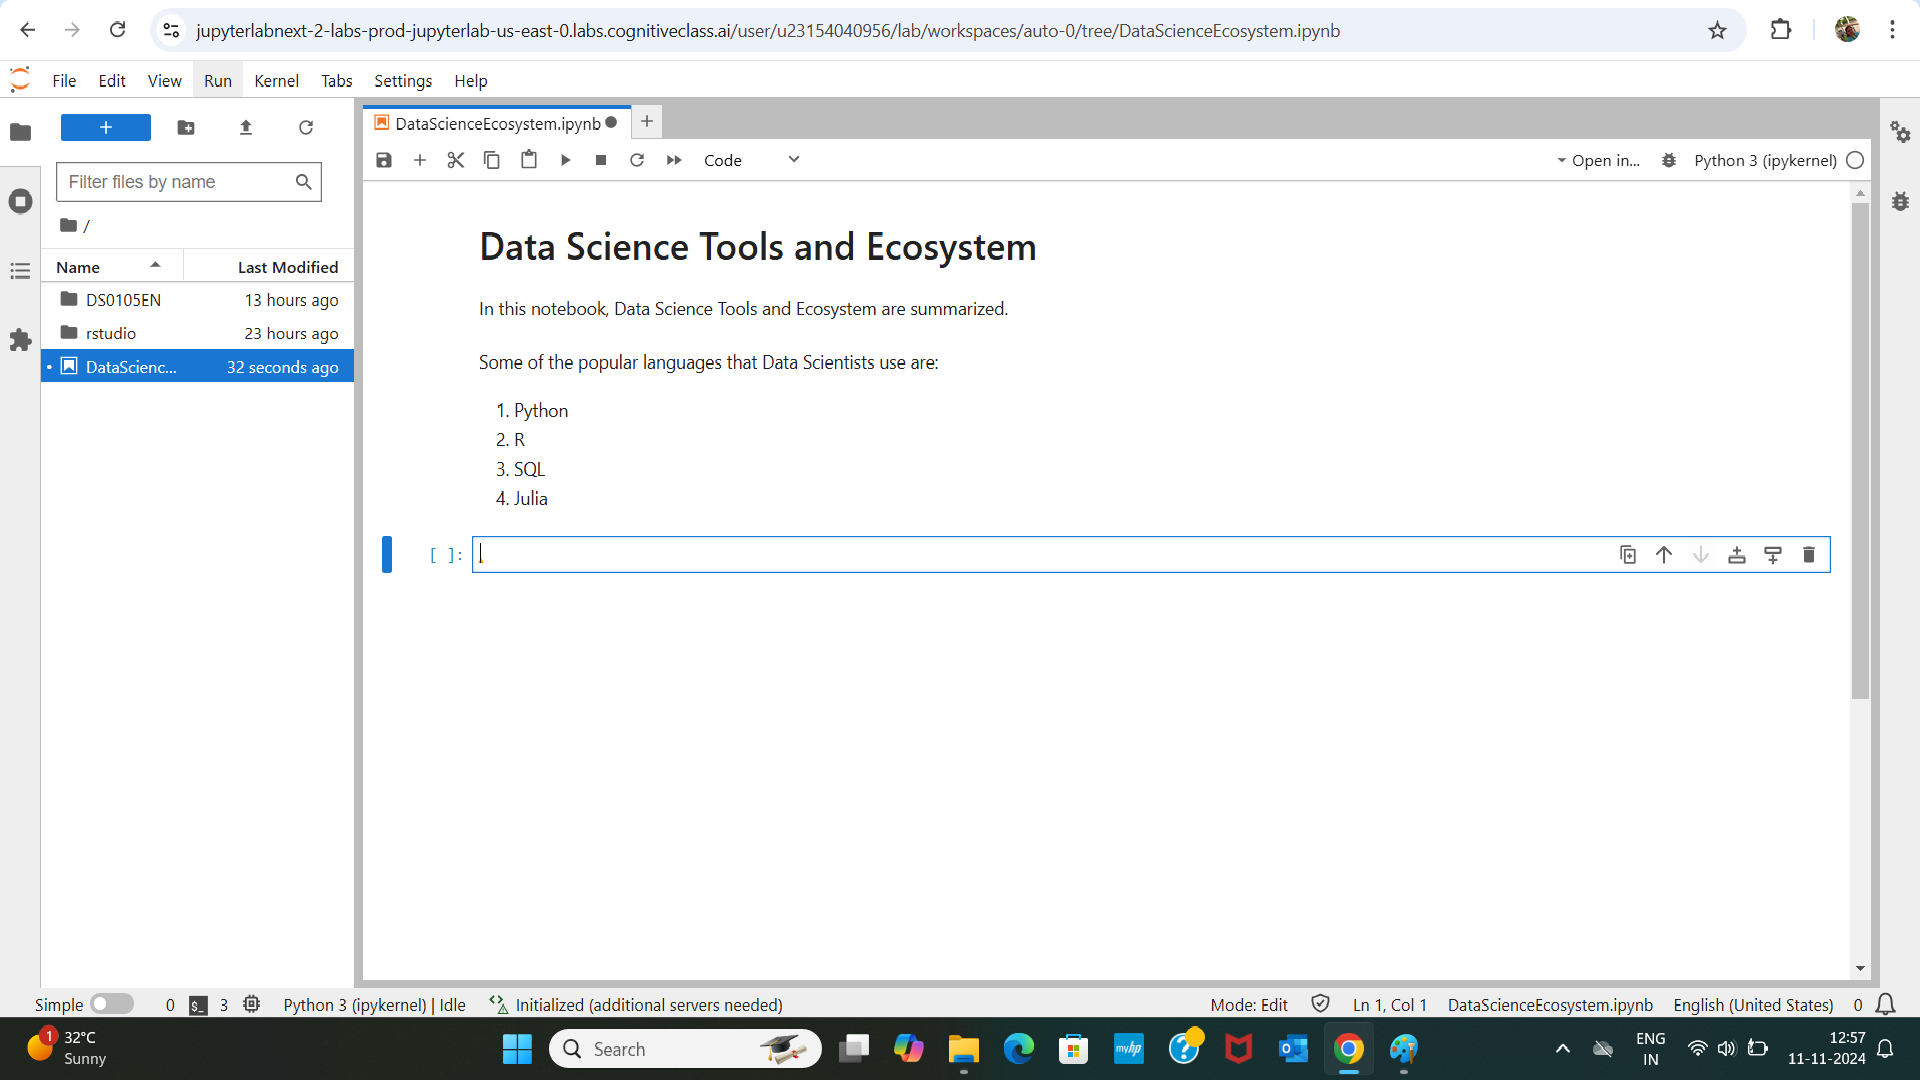 jupyterlabnext-2-labs-prod-jupyterlab-us-east-0.labs.cognitiveclass.ai/user/u23154040956/lab/workspaces/auto-0/tree/DataScienceEcosystem.ipynb
File Edit View Run Kernel Tabs Settings Help
DataScienceEcosystem.ipynb
Code
Open in...
Python 3 (ipykernel)
Filter files by name
/
Name Last Modified
DS0105EN 13 hours ago
rstudio 23 hours ago
DataScienc... 32 seconds ago
Data Science Tools and Ecosystem
In this notebook, Data Science Tools and Ecosystem are summarized.
Some of the popular languages that Data Scientists use are:
1. Python
2. R
3. SQL
4. Julia
[ ]:
Simple 0 $_ 3 Python 3 (ipykernel) | Idle Initialized (additional servers needed) Mode: Edit Ln 1, Col 1 DataScienceEcosystem.ipynb English (United States) 0
1
32°C
Sunny
Search
myhp
ENG
IN
12:57
11-11-2024